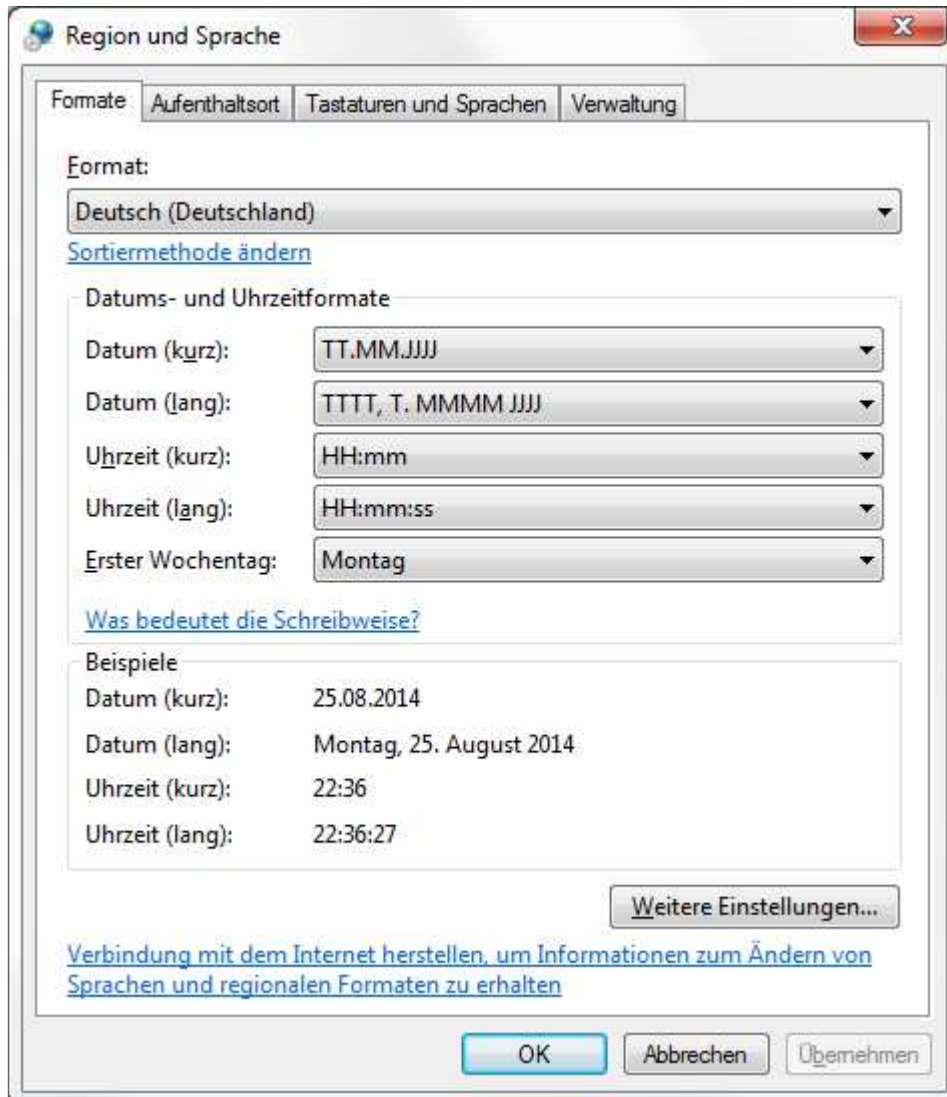 Region und Sprache
Formate Aufenthaltsort Tastaturen und Sprachen Verwaltung
Format:
Deutsch (Deutschland)
Sortiermethode ändern
Datums- und Uhrzeitformate
Datum (kurz): TT.MM.JJJJ
Datum (lang): TTTT, T. MMMM JJJJ
Uhrzeit (kurz): HH:mm
Uhrzeit (lang): HH:mm:ss
Erster Wochentag: Montag
Was bedeutet die Schreibweise?
Beispiele
Datum (kurz): 25.08.2014
Datum (lang): Montag, 25. August 2014
Uhrzeit (kurz): 22:36
Uhrzeit (lang): 22:36:27
Weitere Einstellungen...
Verbindung mit dem Internet herstellen, um Informationen zum Ändern von
Sprachen und regionalen Formaten zu erhalten
OK Abbrechen Übernehmen